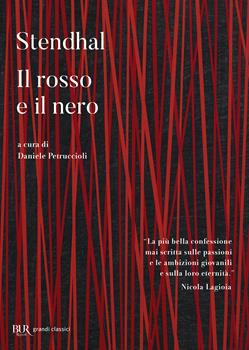 Stendhal
Il rosso
e il nero
a cura di
Daniele Petruccioli
“La più bella confessione
mai scritta sulle passioni
e le ambizioni giovanili
e sulla loro eternità.”
Nicola Lagioia
BUR grandi classici